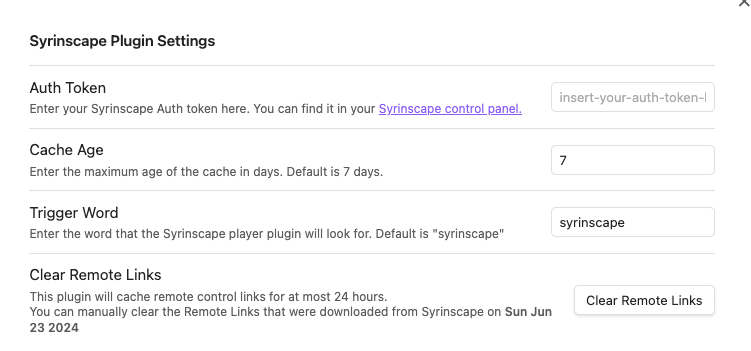 Syrinscape Plugin Settings
Auth Token
Enter your Syrinscape Auth token here. You can find it in your Syrinscape control panel.
insert-your-auth-token-
Cache Age
Enter the maximum age of the cache in days. Default is 7 days.
7
Trigger Word
Enter the word that the Syrinscape player plugin will look for. Default is "syrinscape"
syrinscape
Clear Remote Links
This plugin will cache remote control links for at most 24 hours.
You can manually clear the Remote Links that were downloaded from Syrinscape on Sun Jun
23 2024
Clear Remote Links